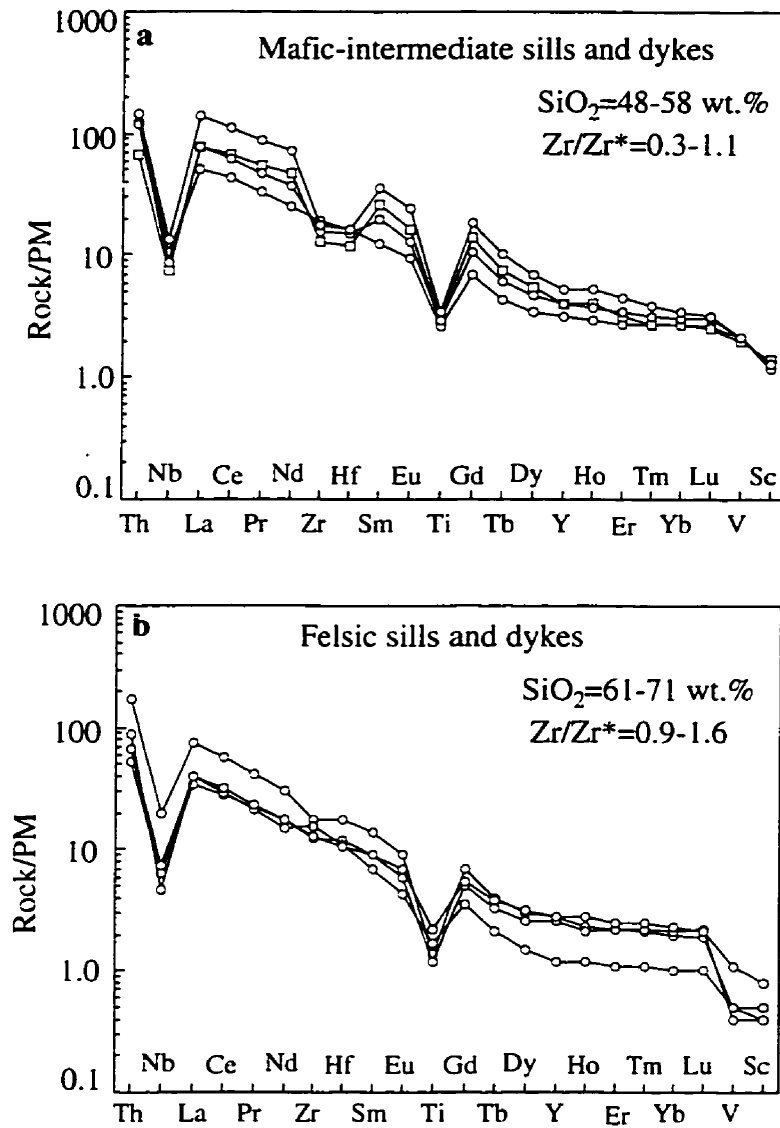 1000
a
Mafic-intermediate sills and dykes
SiO₂=48-58 wt.%
Zr/Zr*=0.3-1.1
100
10
1.0
0.1
Rock/PM
Nb Ce Nd Hf Eu Gd Dy Ho Tm Lu Sc
Th La Pr Zr Sm Ti Tb Y Er Yb V
1000
b
Felsic sills and dykes
SiO₂=61-71 wt.%
Zr/Zr*=0.9-1.6
100
10
1.0
0.1
Rock/PM
Nb Ce Nd Hf Eu Gd Dy Ho Tm Lu Sc
Th La Pr Zr Sm Ti Tb Y Er Yb V